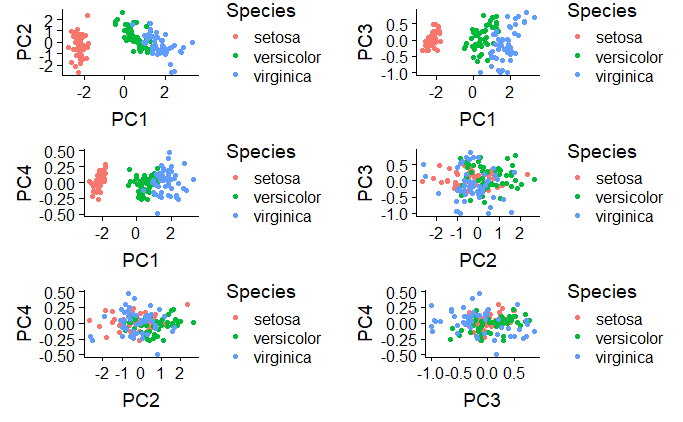 PC2
2
1
0
-1
-2
-2 0 2
PC1
Species
setosa
versicolor
virginica
PC3
0.5
0.0
-0.5
-1.0
-2 0 2
PC1
Species
setosa
versicolor
virginica
PC4
0.50
0.25
0.00
-0.25
-0.50
-2 0 2
PC1
Species
setosa
versicolor
virginica
PC3
0.5
0.0
-0.5
-1.0
-2 -1 0 1 2
PC2
Species
setosa
versicolor
virginica
PC4
0.50
0.25
0.00
-0.25
-0.50
-2 -1 0 1 2
PC2
Species
setosa
versicolor
virginica
PC4
0.50
0.25
0.00
-0.25
-0.50
-1.0 -0.5 0.0 0.5
PC3
Species
setosa
versicolor
virginica